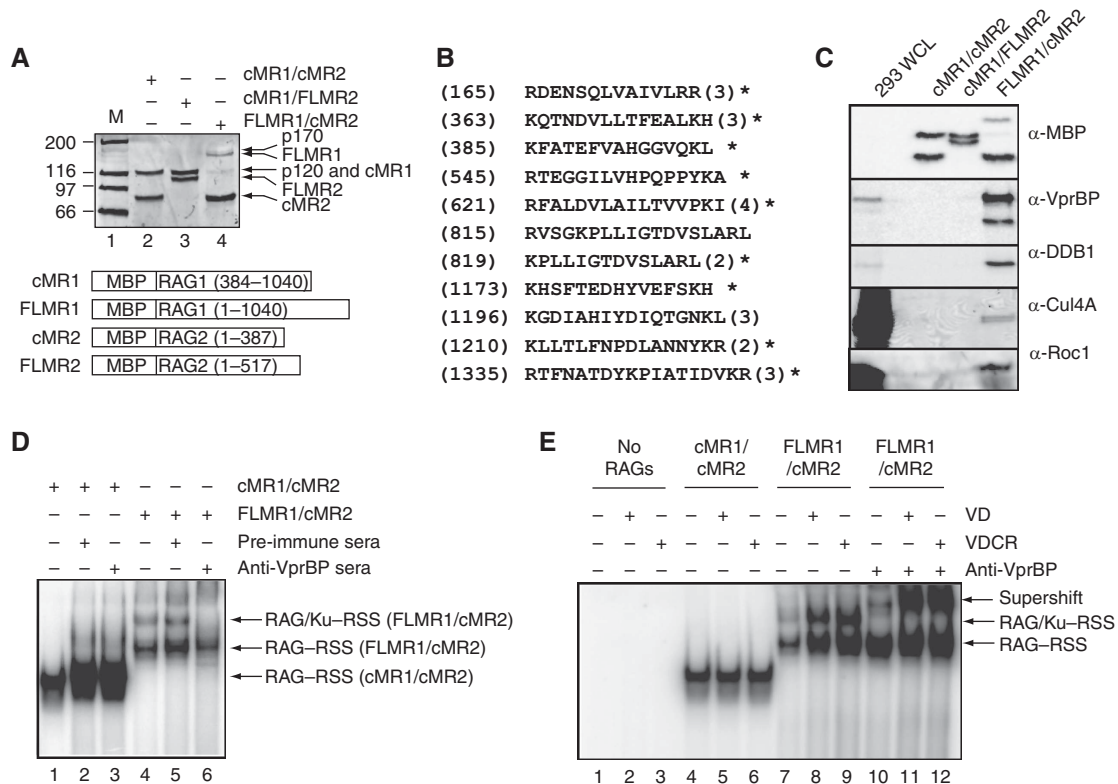 A
+ – – cMR1/cMR2
– + – cMR1/FLMR2
M – – + FLMR1/cMR2
p170
200
FLMR1
116
p120 and cMR1
97
FLMR2
66
cMR2
1 2 3 4
cMR1 MBP RAG1 (384–1040)
FLMR1 MBP RAG1 (1–1040)
cMR2 MBP RAG2 (1–387)
FLMR2 MBP RAG2 (1–517)
B
(165) RDENSQLVAIVLRR(3)*
(363) KQTNDVLLTFEALKH(3)*
(385) KFATEFVAHGGVQKL *
(545) RTEGGILVHPQPPYKA *
(621) RFALDVLAILTVVPKI(4)*
(815) RVSGKPLLIGTDVSLARL
(819) KPLLIGTDVSLARL(2)*
(1173) KHSFTEDHYVEFSKH *
(1196) KGDIAHIYDIQTGNKL(3)
(1210) KLLTLFNPDLANNYKR(2)*
(1335) RTFNATDYKPIATIDVKR(3)*
C
293 WCL
cMR1/cMR2
cMR1/FLMR2
FLMR1/cMR2
α-MBP
α-VprBP
α-DDB1
α-Cul4A
α-Roc1
D
+ + + – – – cMR1/cMR2
– – – + + + FLMR1/cMR2
– + – – + – Pre-immune sera
– – + – – + Anti-VprBP sera
RAG/Ku–RSS (FLMR1/cMR2)
RAG–RSS (FLMR1/cMR2)
RAG–RSS (cMR1/cMR2)
1 2 3 4 5 6
E
No RAGs
cMR1/ cMR2
FLMR1 /cMR2
FLMR1 /cMR2
– + – – + – – + – – + – VD
– – + – – + – – + – – + VDCR
– – – – – – – – – + + + Anti-VprBP
Supershift
RAG/Ku–RSS
RAG–RSS
1 2 3 4 5 6 7 8 9 10 11 12